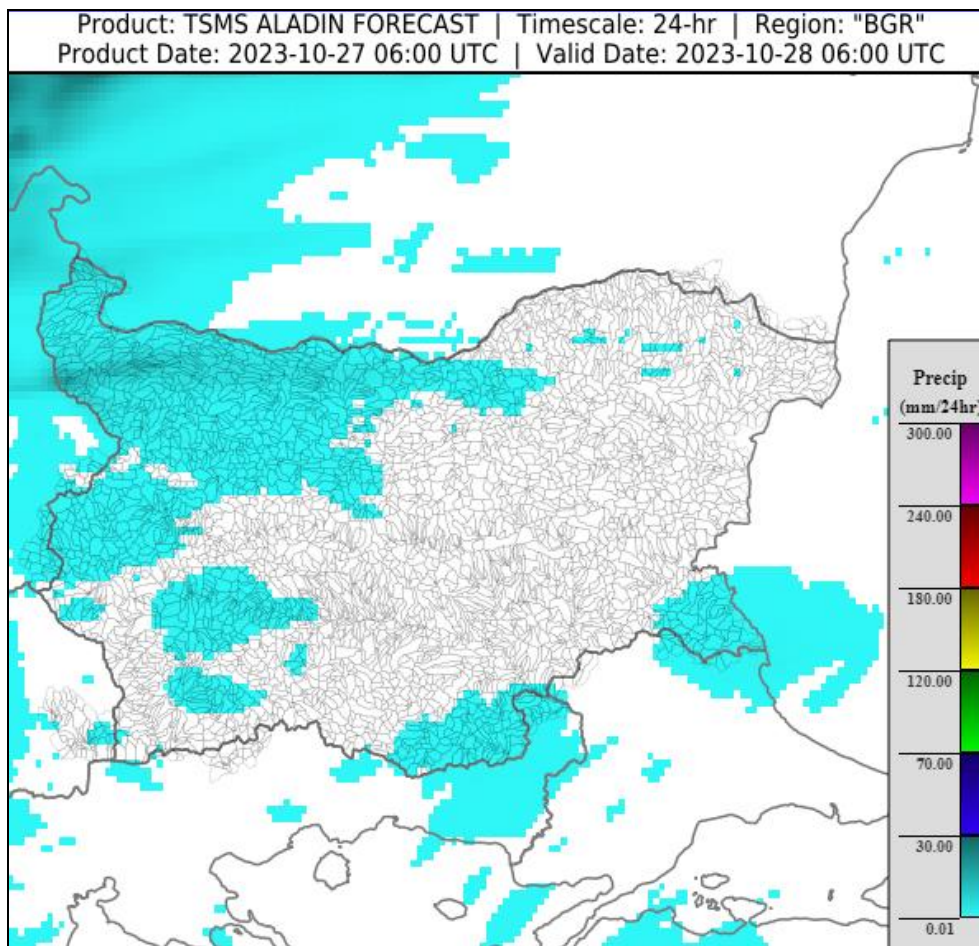 Product: TSMS ALADIN FORECAST | Timescale: 24-hr | Region: "BGR"
Product Date: 2023-10-27 06:00 UTC | Valid Date: 2023-10-28 06:00 UTC
Precip
(mm/24hr)
300.00
240.00
180.00
120.00
70.00
30.00
0.01